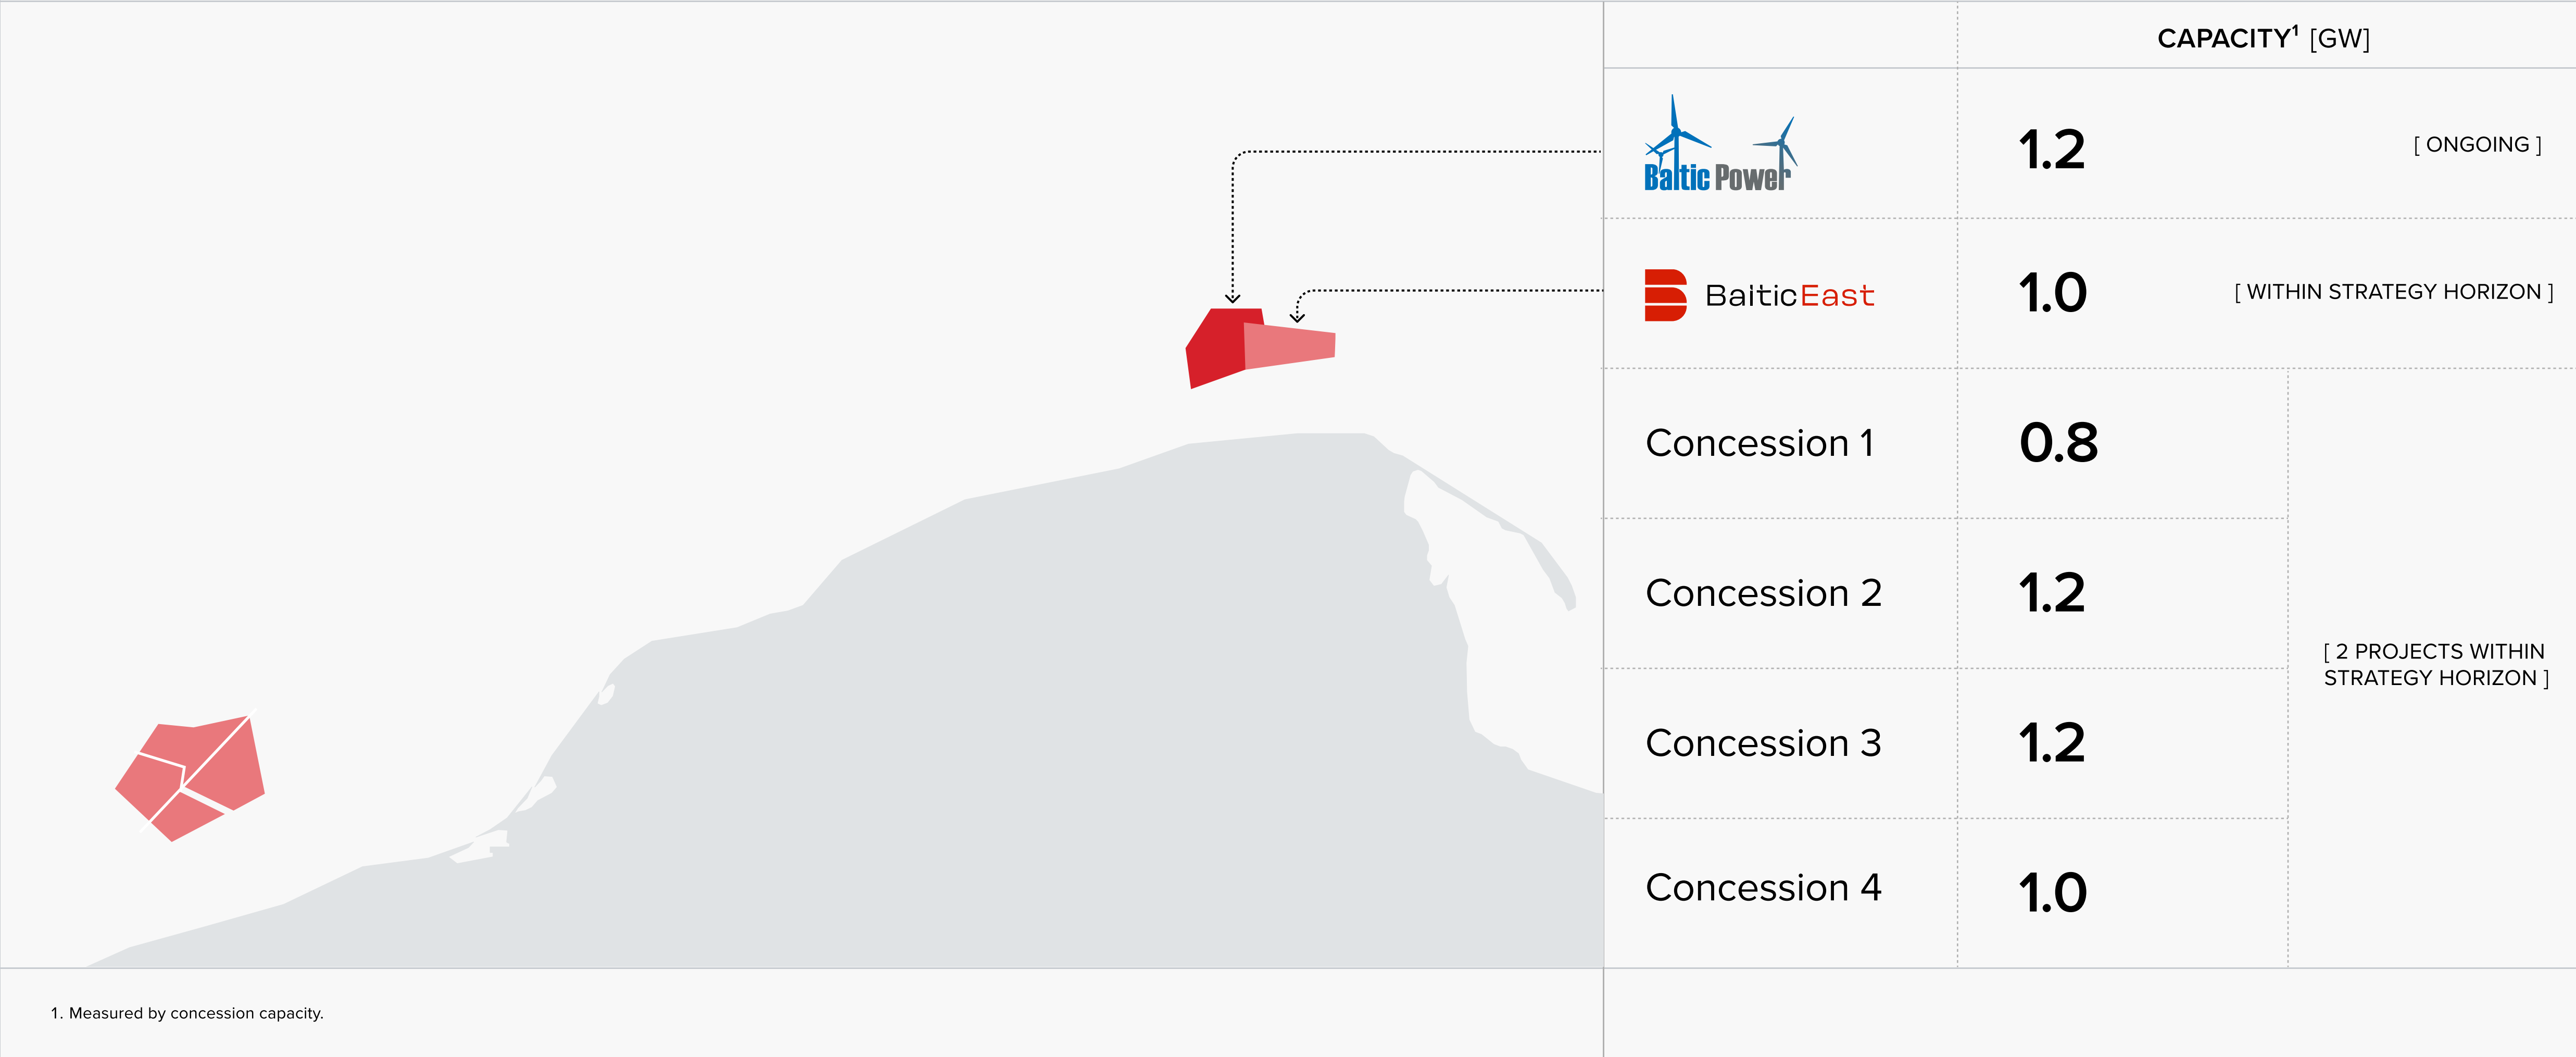 CAPACITY¹ [GW]
Baltic Power
1.2
[ ONGOING ]
BalticEast
1.0
[ WITHIN STRATEGY HORIZON ]
Concession 1
0.8
Concession 2
1.2
[ 2 PROJECTS WITHIN
STRATEGY HORIZON ]
Concession 3
1.2
Concession 4
1.0
1. Measured by concession capacity.